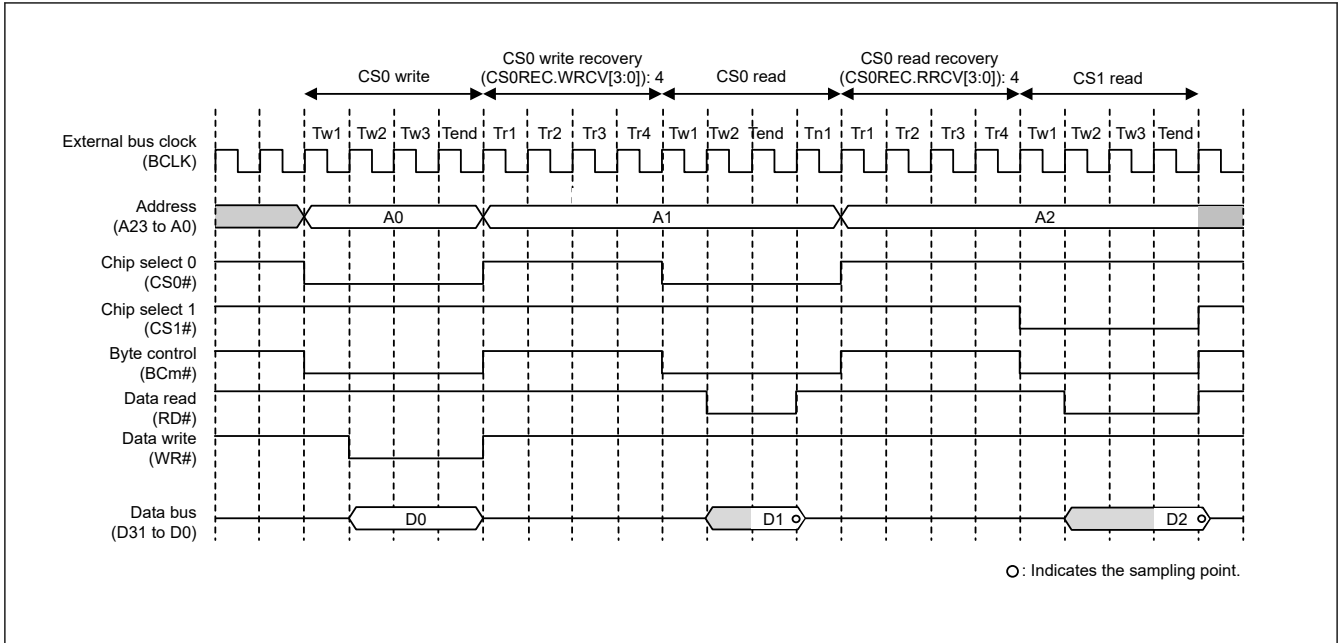 CS0 write
CS0 write recovery
(CS0REC.WRCV[3:0]): 4
CS0 read
CS0 read recovery
(CS0REC.RRCV[3:0]): 4
CS1 read
External bus clock
(BCLK)
Tw1 Tw2 Tw3 Tend Tr1 Tr2 Tr3 Tr4 Tw1 Tw2 Tend Tn1 Tr1 Tr2 Tr3 Tr4 Tw1 Tw2 Tw3 Tend
Address
(A23 to A0)
A0 A1 A2
Chip select 0
(CS0#)
Chip select 1
(CS1#)
Byte control
(BCm#)
Data read
(RD#)
Data write
(WR#)
Data bus
(D31 to D0)
D0 D1 D2
: Indicates the sampling point.